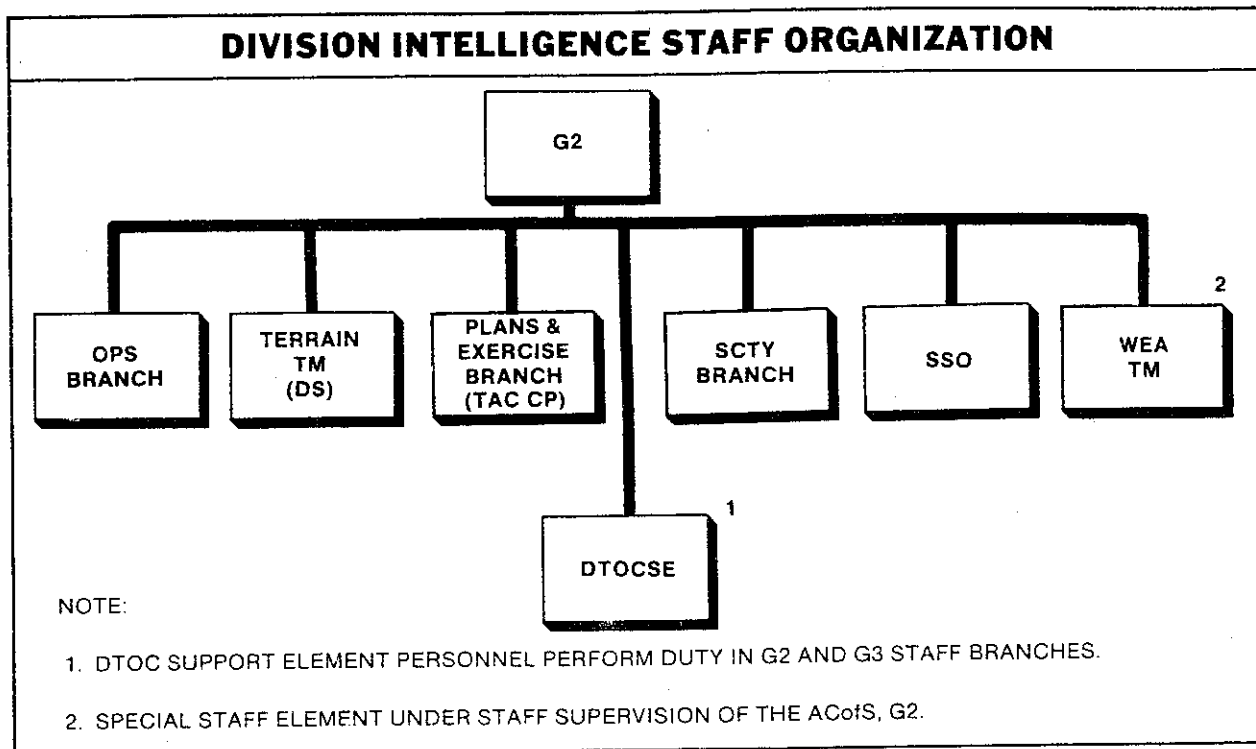 DIVISION INTELLIGENCE STAFF ORGANIZATION
G2
OPS
BRANCH
TERRAIN
TM
(DS)
PLANS &
EXERCISE
BRANCH
(TAC CP)
SCTY
BRANCH
SSO
2
WEA
TM
1
DTOCSE
NOTE:
1. DTOC SUPPORT ELEMENT PERSONNEL PERFORM DUTY IN G2 AND G3 STAFF BRANCHES.
2. SPECIAL STAFF ELEMENT UNDER STAFF SUPERVISION OF THE ACofS, G2.